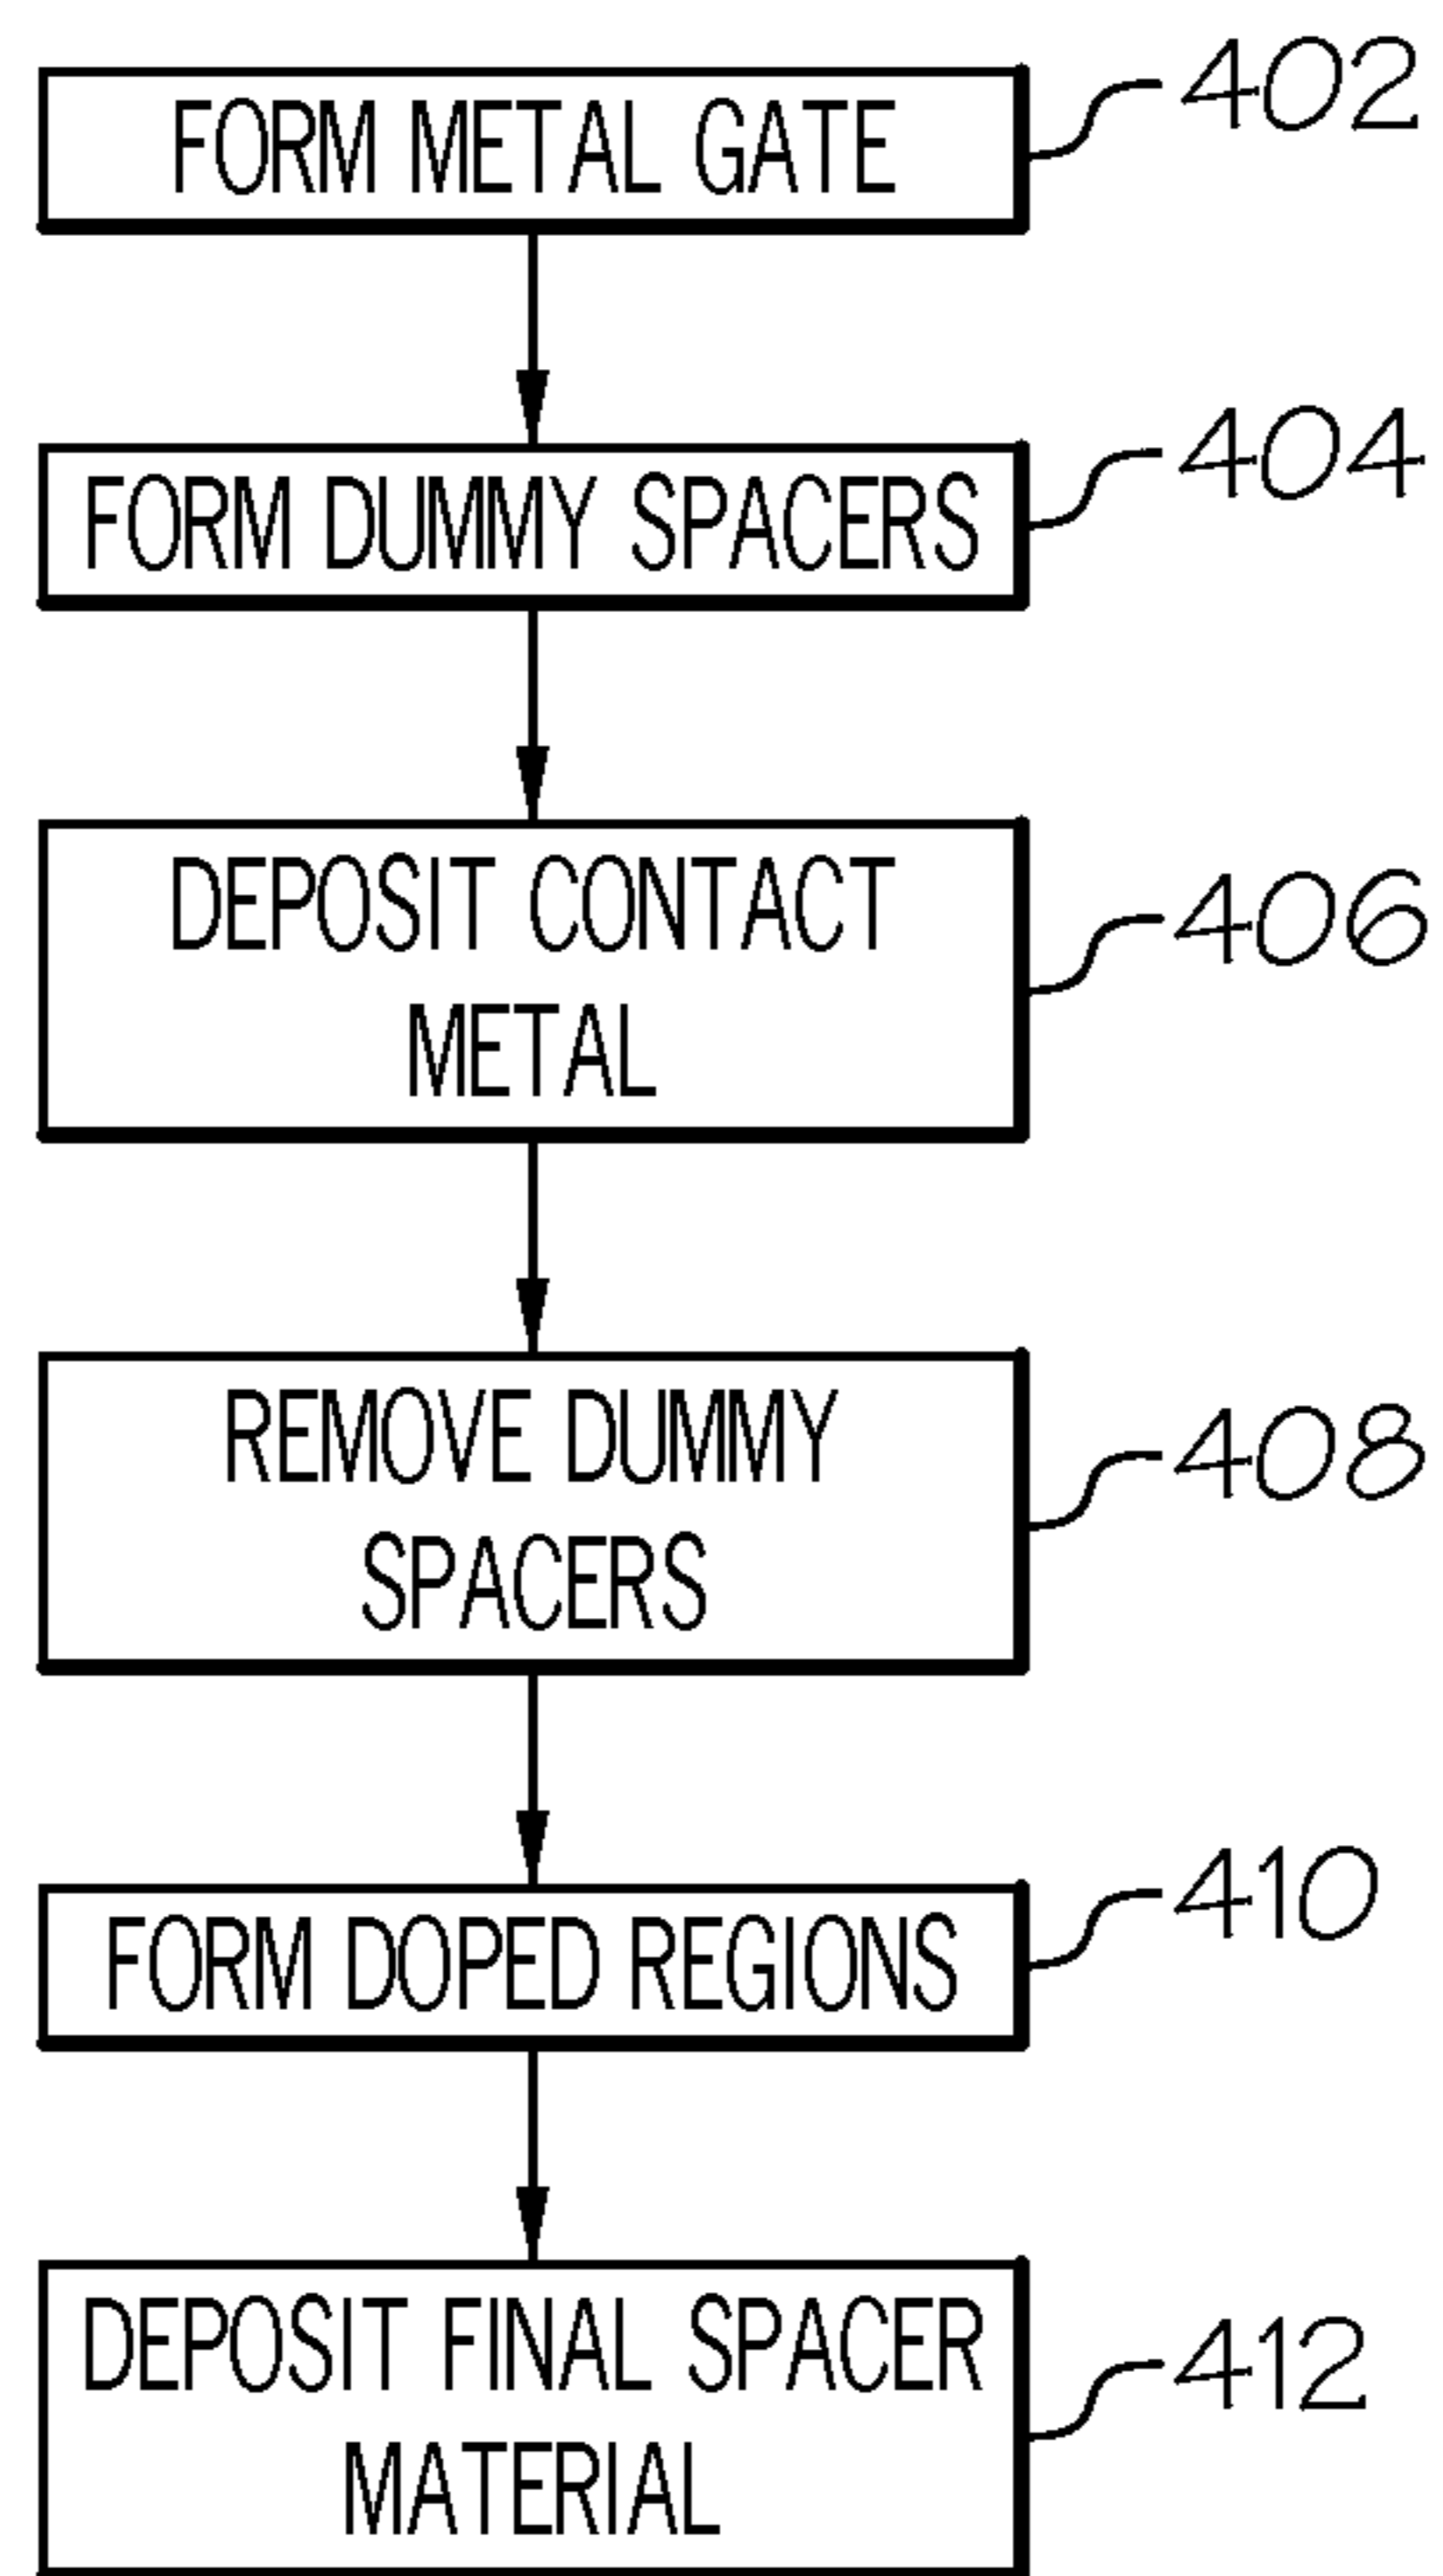 FORM METAL GATE
402
FORM DUMMY SPACERS
404
DEPOSIT CONTACT
METAL
406
REMOVE DUMMY
SPACERS
408
FORM DOPED REGIONS
410
DEPOSIT FINAL SPACER
MATERIAL
412